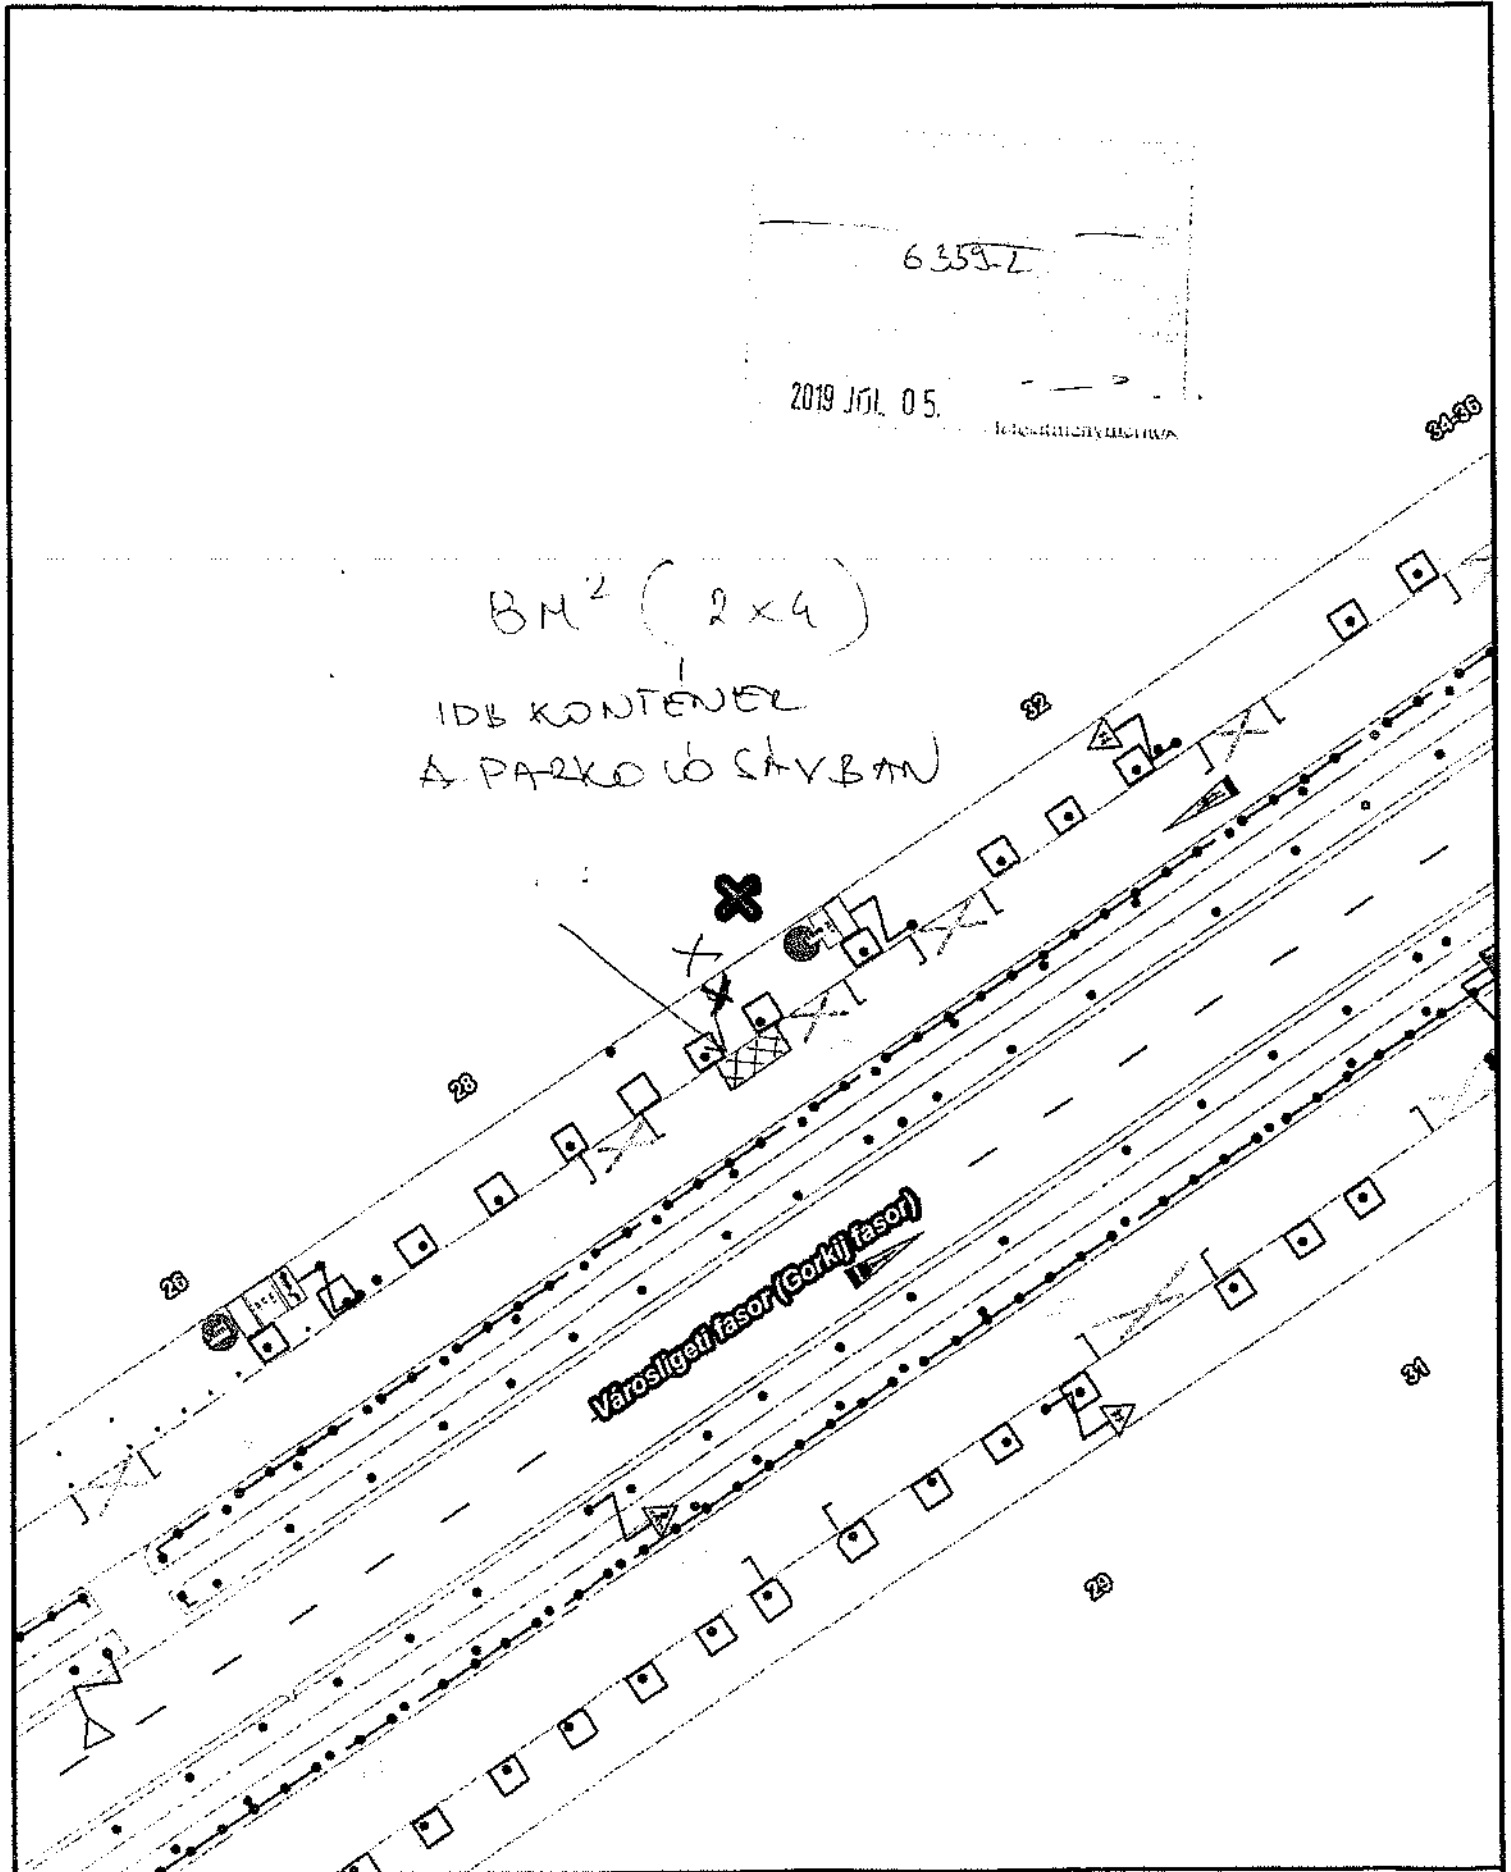 6359-2
2019 JÚL 05.
34-36
8M² (2x4)
1DB KONTÉNER
A PARKOLÓ SÁVBAN
32
28
26
Városligeti fasor (Gorkij fasor)
31
29